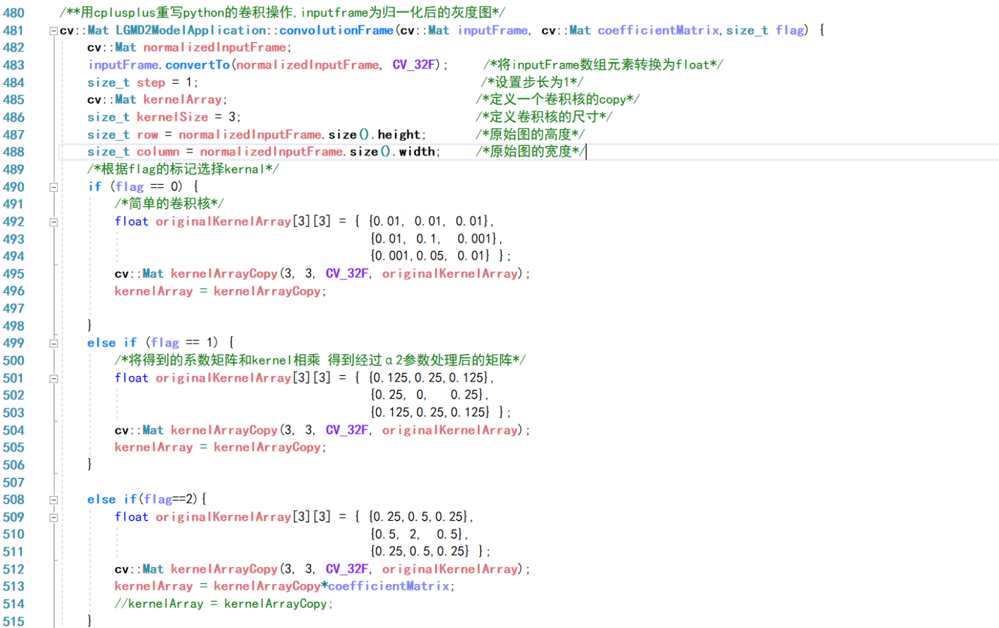 480 /**用cplusplus重写python的卷积操作,inputframe为归一化后的灰度图*/
481 cv::Mat LGMD2ModelApplication::convolutionFrame(cv::Mat inputFrame, cv::Mat coefficientMatrix,size_t flag) {
482 cv::Mat normalizedInputFrame;
483 inputFrame.convertTo(normalizedInputFrame, CV_32F); /*将inputFrame数组元素转换为float*/
484 size_t step = 1; /*设置步长为1*/
485 cv::Mat kernelArray; /*定义一个卷积核的copy*/
486 size_t kernelSize = 3; /*定义卷积核的尺寸*/
487 size_t row = normalizedInputFrame.size().height; /*原始图的高度*/
488 size_t column = normalizedInputFrame.size().width; /*原始图的宽度*/
489 /*根据flag的标记选择kernal*/
490 if (flag == 0) {
491 /*简单的卷积核*/
492 float originalKernelArray[3][3] = { {0.01, 0.01, 0.01},
493 {0.01, 0.1, 0.001},
494 {0.001,0.05, 0.01} };
495 cv::Mat kernelArrayCopy(3, 3, CV_32F, originalKernelArray);
496 kernelArray = kernelArrayCopy;
497
498 }
499 else if (flag == 1) {
500 /*将得到的系数矩阵和kernel相乘 得到经过α2参数处理后的矩阵*/
501 float originalKernelArray[3][3] = { {0.125,0.25,0.125},
502 {0.25, 0, 0.25},
503 {0.125,0.25,0.125} };
504 cv::Mat kernelArrayCopy(3, 3, CV_32F, originalKernelArray);
505 kernelArray = kernelArrayCopy;
506 }
507
508 else if(flag==2){
509 float originalKernelArray[3][3] = { {0.25,0.5,0.25},
510 {0.5, 2, 0.5},
511 {0.25,0.5,0.25} };
512 cv::Mat kernelArrayCopy(3, 3, CV_32F, originalKernelArray);
513 kernelArray = kernelArrayCopy*coefficientMatrix;
514 //kernelArray = kernelArrayCopy;
515 }